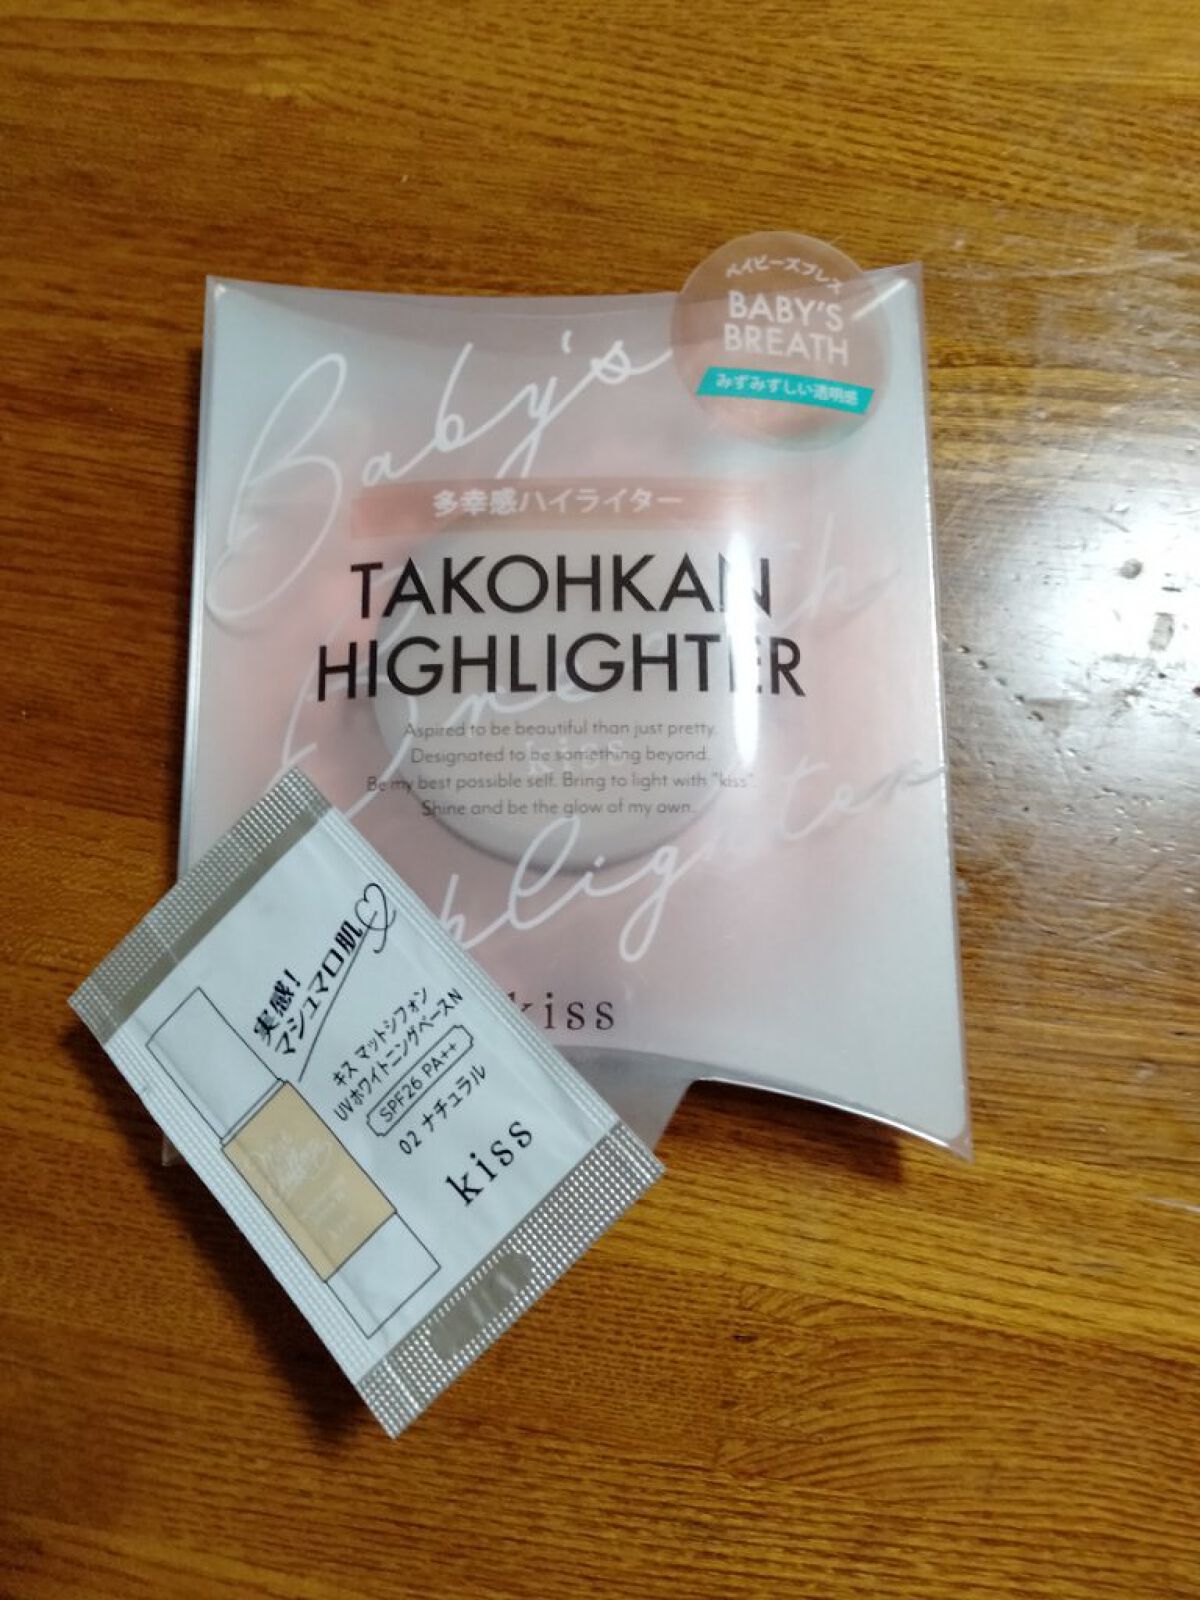 ベイビーズブレス
BABY'S
BREATH
みずみずしい透明感
Baby's
Breath
Highlighter
多幸感ハイライター
TAKOHKAN
HIGHLIGHTER
Aspired to be beautiful than just pretty.
Designated to be something beyond.
Be my best possible self. Bring to light with "kiss"
Shine and be the glow of my own.
kiss
実感!
マシュマロ肌
キス マットシフォン
UVホワイトニングベースN
SPF26 PA++
02 ナチュラル
kiss